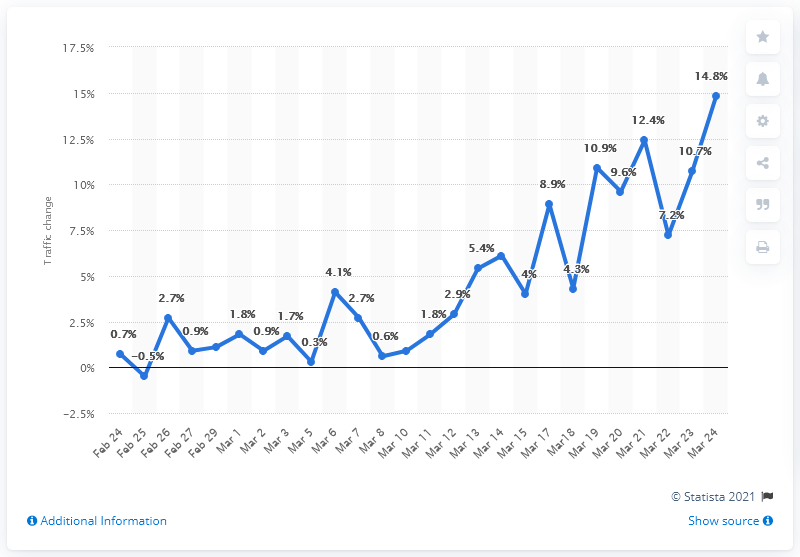 17.5%
15%
12.5%
10%
7.5%
5%
2.5%
0%
−2.5%
Traffic change
0.7%
−0.5%
2.7%
0.9%
1.8%
0.9%
1.7%
0.3%
4.1%
2.7%
0.6%
1.8%
2.9%
5.4%
4%
8.9%
4.3%
10.9%
9.6%
12.4%
7.2%
10.7%
14.8%
Feb 24
Feb 25
Feb 26
Feb 27
Feb 29
Mar 1
Mar 2
Mar 3
Mar 5
Mar 6
Mar 7
Mar 8
Mar 10
Mar 11
Mar 12
Mar 13
Mar 14
Mar 15
Mar 17
Mar18
Mar 19
Mar 20
Mar 21
Mar 22
Mar 23
Mar 24
© Statista 2021
Additional Information
Show source